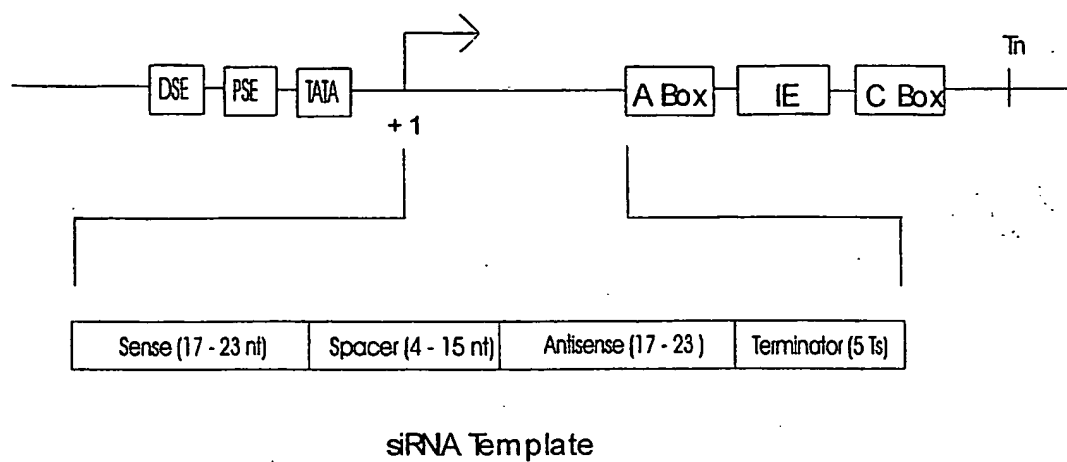 Tn
DSE PSE TATA A Box IE C Box
+1
Sense (17 - 23 nt) Spacer (4 - 15 nt) Antisense (17 - 23 ) Terminator (5 Ts)
siRNA Template